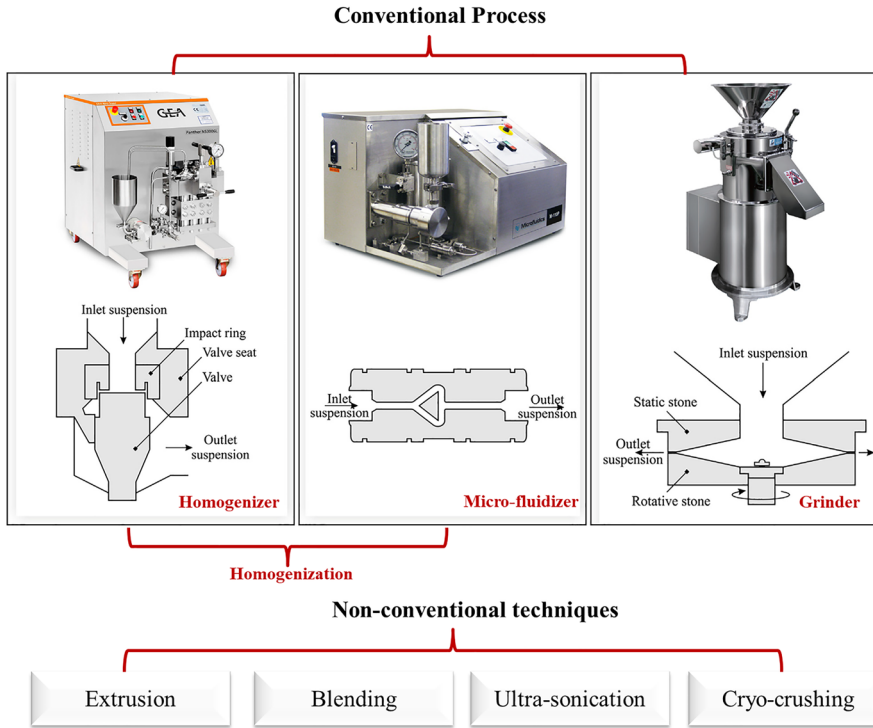 Conventional Process
GEA
Inlet suspension
Impact ring
Valve seat
Valve
Outlet
suspension
Homogenizer
Microfluidics
Inlet
suspension
Outlet
suspension
Micro-fluidizer
Inlet suspension
Static stone
Outlet
suspension
Rotative stone
Grinder
Homogenization
Non-conventional techniques
Extrusion
Blending
Ultra-sonication
Cryo-crushing